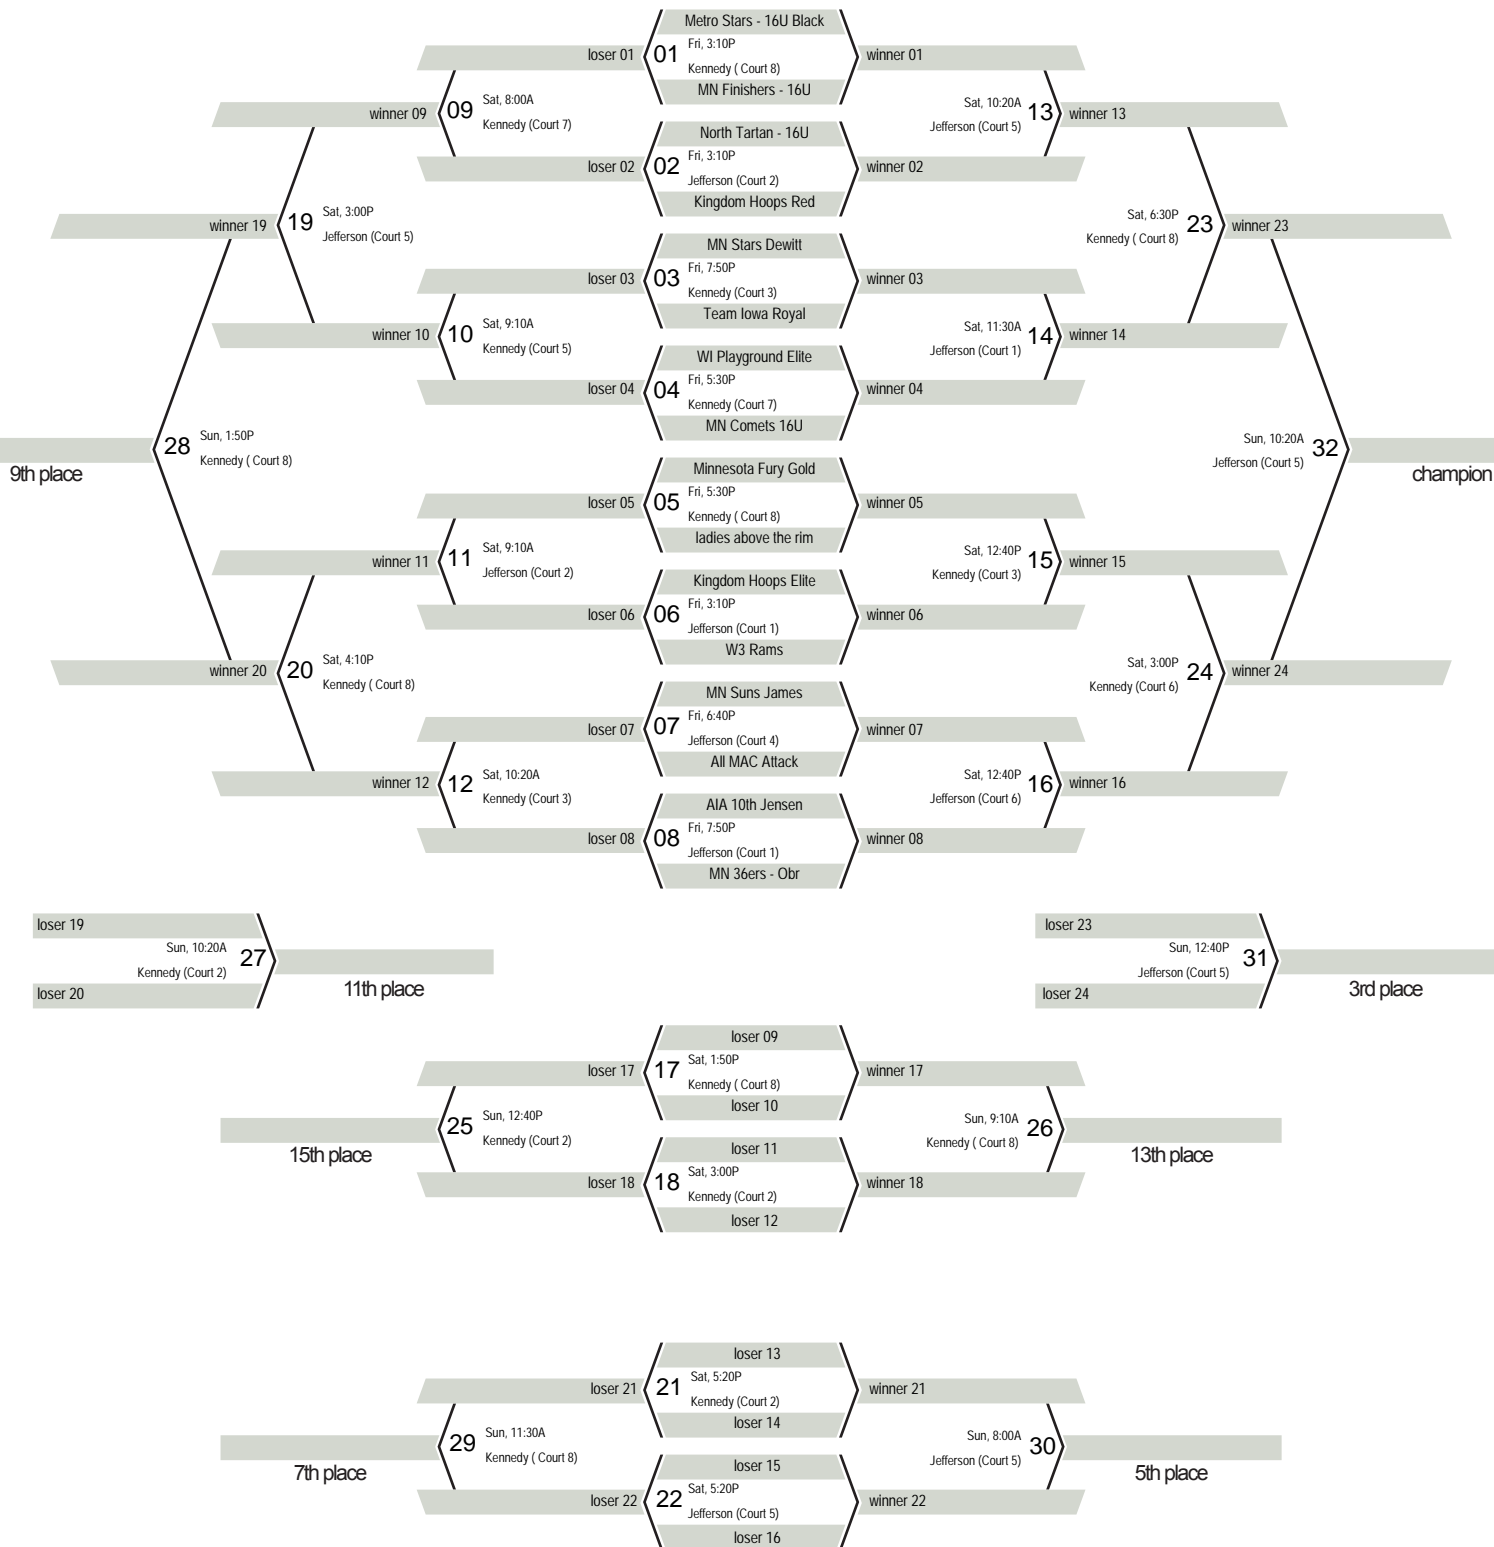 Metro Stars - 16U Black
loser 01
01
Fri, 3:10P
Kennedy ( Court 8)
winner 01
MN Finishers - 16U
winner 09
09
Sat, 8:00A
Kennedy (Court 7)
Sat, 10:20A
Jefferson (Court 5)
13
winner 13
North Tartan - 16U
loser 02
02
Fri, 3:10P
Jefferson (Court 2)
winner 02
Kingdom Hoops Red
winner 19
19
Sat, 3:00P
Jefferson (Court 5)
Sat, 6:30P
Kennedy ( Court 8)
23
winner 23
MN Stars Dewitt
loser 03
03
Fri, 7:50P
Kennedy (Court 3)
winner 03
Team Iowa Royal
winner 10
10
Sat, 9:10A
Kennedy (Court 5)
Sat, 11:30A
Jefferson (Court 1)
14
winner 14
WI Playground Elite
loser 04
04
Fri, 5:30P
Kennedy (Court 7)
winner 04
MN Comets 16U
9th place
28
Sun, 1:50P
Kennedy ( Court 8)
Sun, 10:20A
Jefferson (Court 5)
32
champion
Minnesota Fury Gold
loser 05
05
Fri, 5:30P
Kennedy ( Court 8)
winner 05
ladies above the rim
winner 11
11
Sat, 9:10A
Jefferson (Court 2)
Sat, 12:40P
Kennedy (Court 3)
15
winner 15
Kingdom Hoops Elite
loser 06
06
Fri, 3:10P
Jefferson (Court 1)
winner 06
W3 Rams
winner 20
20
Sat, 4:10P
Kennedy ( Court 8)
Sat, 3:00P
Kennedy (Court 6)
24
winner 24
MN Suns James
loser 07
07
Fri, 6:40P
Jefferson (Court 4)
winner 07
All MAC Attack
winner 12
12
Sat, 10:20A
Kennedy (Court 3)
Sat, 12:40P
Jefferson (Court 6)
16
winner 16
AIA 10th Jensen
loser 08
08
Fri, 7:50P
Jefferson (Court 1)
winner 08
MN 36ers - Obr
loser 19
Sun, 10:20A
Kennedy (Court 2)
27
loser 20
11th place
loser 23
Sun, 12:40P
Jefferson (Court 5)
31
loser 24
3rd place
loser 09
loser 17
17
Sat, 1:50P
Kennedy ( Court 8)
winner 17
loser 10
15th place
25
Sun, 12:40P
Kennedy (Court 2)
Sun, 9:10A
Kennedy ( Court 8)
26
13th place
loser 11
loser 18
18
Sat, 3:00P
Kennedy (Court 2)
winner 18
loser 12
loser 13
loser 21
21
Sat, 5:20P
Kennedy (Court 2)
winner 21
loser 14
7th place
29
Sun, 11:30A
Kennedy ( Court 8)
Sun, 8:00A
Jefferson (Court 5)
30
5th place
loser 15
loser 22
22
Sat, 5:20P
Jefferson (Court 5)
winner 22
loser 16